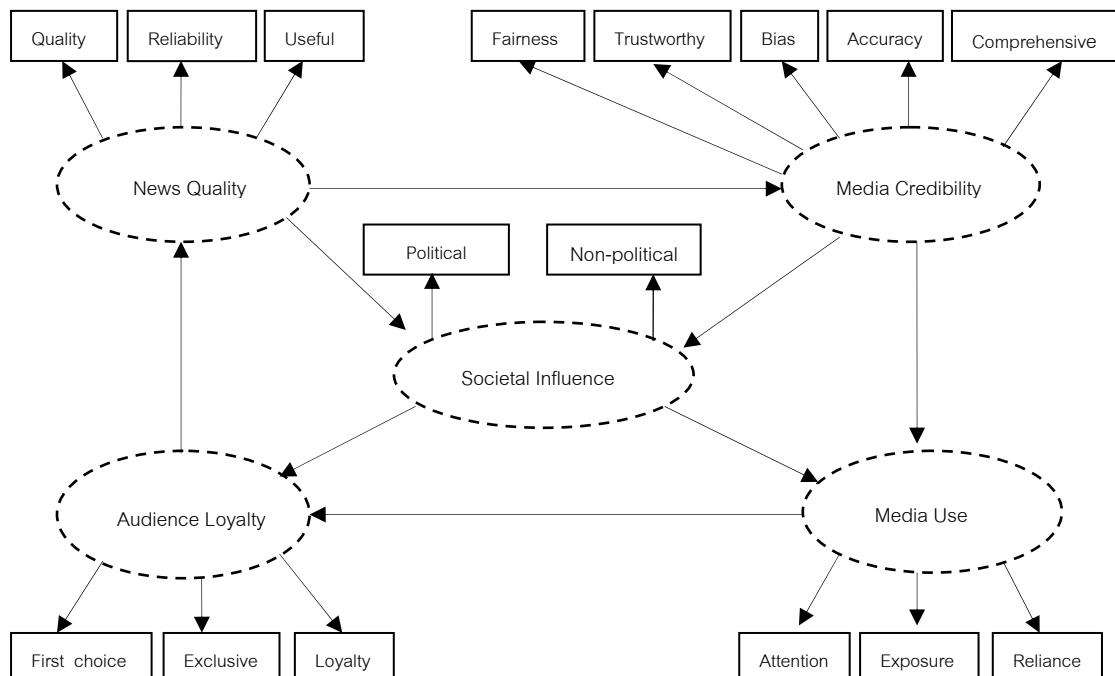 Quality
Reliability
Useful
Fairness
Trustworthy
Bias
Accuracy
Comprehensive
News Quality
Media Credibility
Political
Non-political
Societal Influence
Audience Loyalty
Media Use
First choice
Exclusive
Loyalty
Attention
Exposure
Reliance